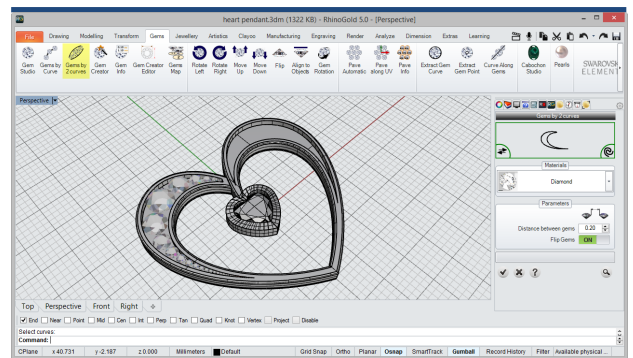 heart pendant.3dm (1322 KB) - RhinoGold 5.0 - [Perspective]
File Drawing Modelling Transform Gems Jewellery Artistics Clayoo Manufacturing Engraving Render Analyze Dimension Extras Learning
Gem Studio Gems by Curve Gems by 2 curves Gem Creator Gem Info Gem Creator Editor Gems Map Rotate Left Rotate Right Move Up Move Down Flip Align to Objects Gem Rotation Pave Automatic Pave along UV Pave Info Extract Gem Curve Extract Gem Point Curve Along Gems Cabochon Studio Pearls SWAROVSK ELEMENT
Perspective
Gems by 2 curves
Materials
Diamond
Parameters
Distance between gems 0.20
Flip Gems ON
Top Perspective Front Right
End Near Point Mid Cen Int Perp Tan Quad Knot Vertex Project Disable
Select curves:
Command:
CPlane x 40.731 y -2.187 z 0.000 Millimeters Default Grid Snap Ortho Planar Osnap SmartTrack Gumball Record History Filter Available physical ...